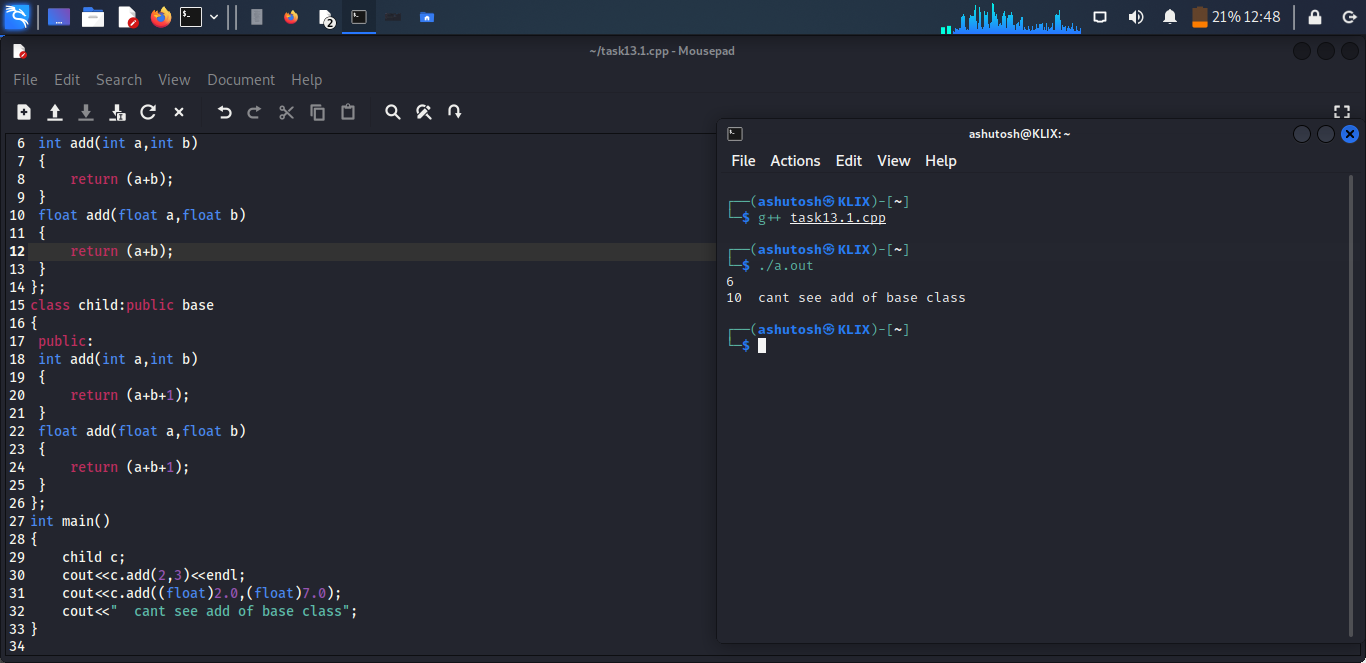 2
21% 12:48
~/task13.1.cpp - Mousepad
File Edit Search View Document Help
6 int add(int a,int b)
7 {
8 return (a+b);
9 }
10 float add(float a,float b)
11 {
12 return (a+b);
13 }
14 };
15 class child:public base
16 {
17 public:
18 int add(int a,int b)
19 {
20 return (a+b+1);
21 }
22 float add(float a,float b)
23 {
24 return (a+b+1);
25 }
26 };
27 int main()
28 {
29 child c;
30 cout<<c.add(2,3)<<endl;
31 cout<<c.add((float)2.0,(float)7.0);
32 cout<<"  cant see add of base class";
33 }
34
ashutosh@KLIX: ~
File Actions Edit View Help
┌──(ashutosh㉿KLIX)-[~]
└─$ g++ task13.1.cpp
┌──(ashutosh㉿KLIX)-[~]
└─$ ./a.out
6
10  cant see add of base class
┌──(ashutosh㉿KLIX)-[~]
└─$